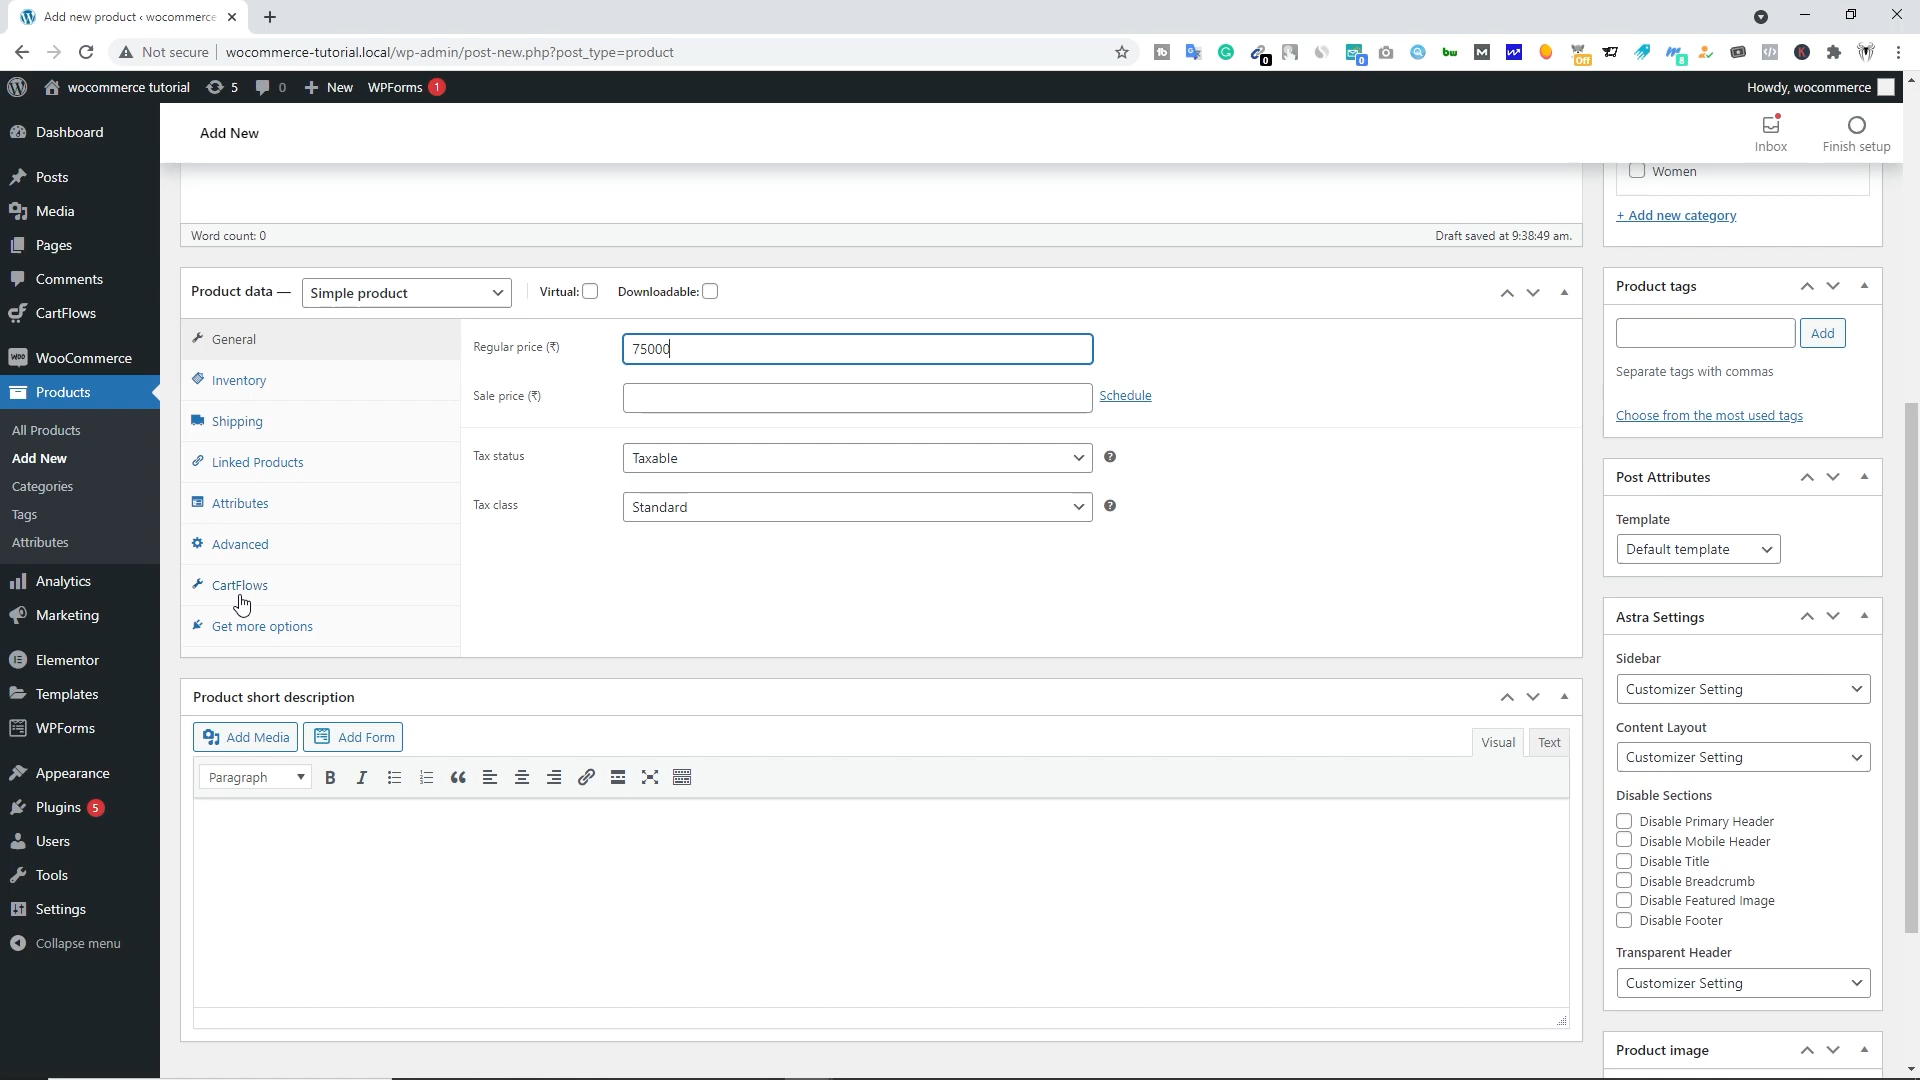 Add new product ‹ wocommerce
Not secure
wocommerce-tutorial.local/wp-admin/post-new.php?post_type=product
0
0
bw
M
Off
8
K
wocommerce tutorial
5
0
New
WPForms
1
Howdy, wocommerce
Dashboard
Posts
Media
Pages
Comments
CartFlows
WooCommerce
Products
All Products
Add New
Categories
Tags
Attributes
Analytics
Marketing
Elementor
Templates
WPForms
Appearance
Plugins 5
Users
Tools
Settings
Collapse menu
Add New
Inbox
Finish setup
Word count: 0
Draft saved at 9:38:49 am.
Product data —
Simple product
Virtual:
Downloadable:
General
Inventory
Shipping
Linked Products
Attributes
Advanced
CartFlows
Get more options
Regular price (₹)
75000
Sale price (₹)
Schedule
Tax status
Taxable
Tax class
Standard
Product short description
Add Media
Add Form
Visual
Text
Paragraph
Women
+ Add new category
Product tags
Add
Separate tags with commas
Choose from the most used tags
Post Attributes
Template
Default template
Astra Settings
Sidebar
Customizer Setting
Content Layout
Customizer Setting
Disable Sections
Disable Primary Header
Disable Mobile Header
Disable Title
Disable Breadcrumb
Disable Featured Image
Disable Footer
Transparent Header
Customizer Setting
Product image